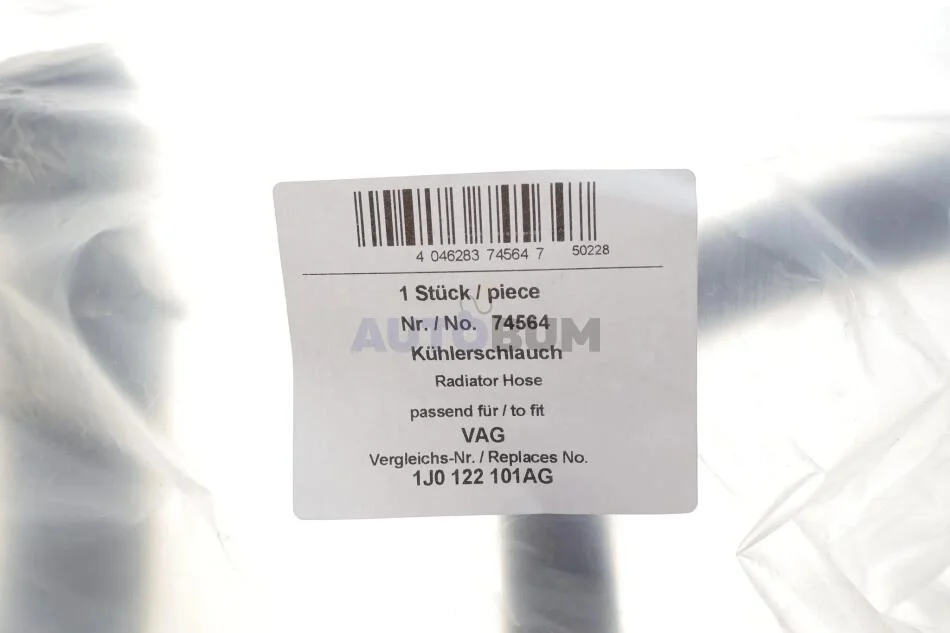 4 046283 74564 7 50228
1 Stück / piece
Nr. / No. 74564
AUTOBUM
Kühlerschlauch
Radiator Hose
passend für / to fit
VAG
Vergleichs-Nr. / Replaces No.
1J0 122 101AG